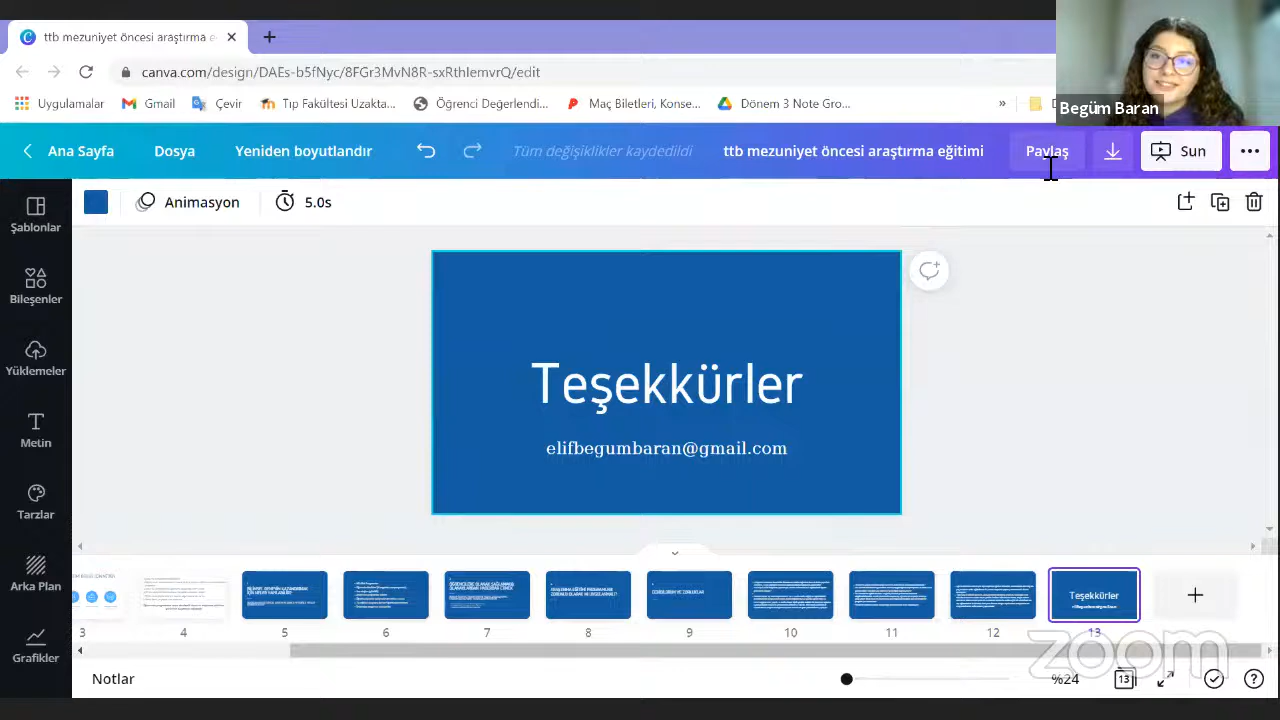 ttb mezuniyet öncesi araştırma e
canva.com/design/DAEs-b5fNyc/8FGr3MvN8R-sxRthlemvrQ/edit
Uygulamalar
Gmail
Çevir
Tıp Fakültesi Uzakta...
Öğrenci Değerlendi...
Maç Biletleri, Konse...
Dönem 3 Note Gro...
»
Begüm Baran
Ana Sayfa
Dosya
Yeniden boyutlandır
Tüm değişiklikler kaydedildi
ttb mezuniyet öncesi araştırma eğitimi
Paylaş
Sun
Animasyon
5.0s
Şablonlar
Bileşenler
Yüklemeler
Metin
Tarzlar
Arka Plan
Grafikler
Teşekkürler
elifbegumbaran@gmail.com
Teşekkürler
3
4
5
6
7
8
9
10
11
12
13
zoom
Notlar
%24
13